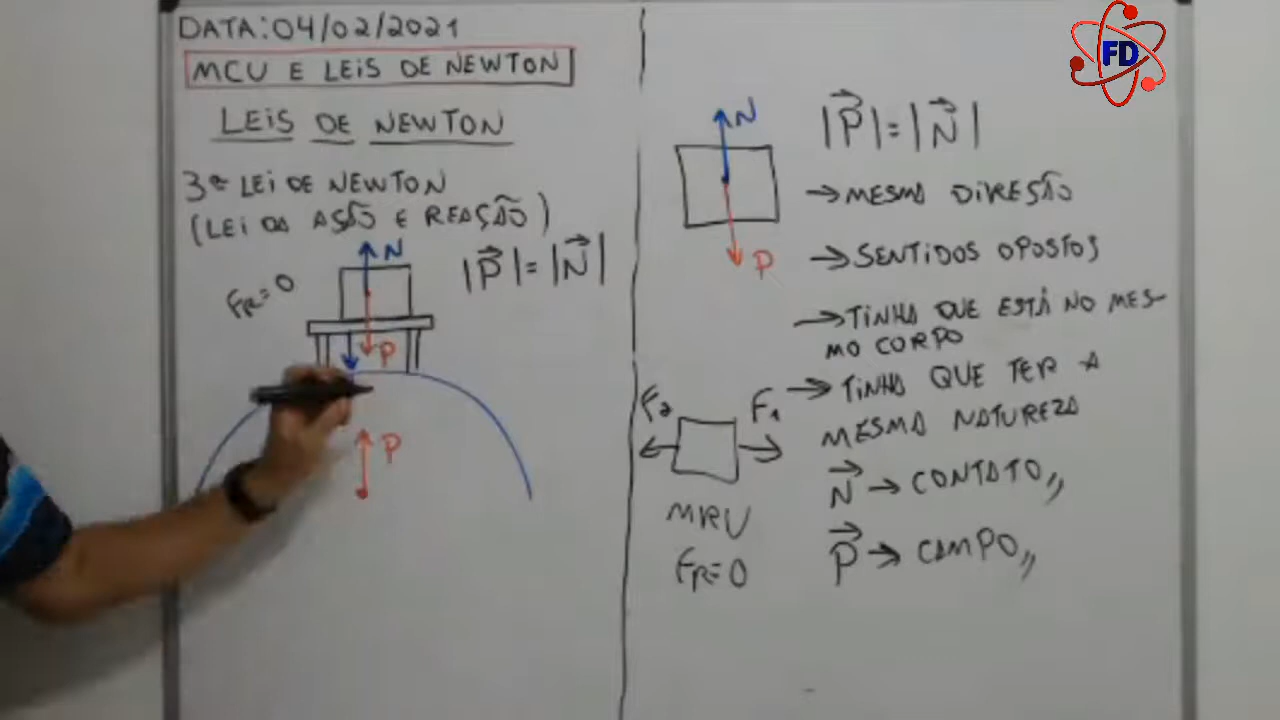 DATA:04/02/2021
MCU E LEIS DE NEWTON
LEIS DE NEWTON
3ª LEI DE NEWTON
(LEI DA AÇÃO E REAÇÃO)
N
|P|=|N|
FR=0
P
P
FD
N
|P|=|N|
→ MESMA DIREÇÃO
P
→ SENTIDOS OPOSTOS
→ TINHA QUE ESTÁ NO MES-
MO CORPO
→ TINHA QUE TER A
MESMA NATUREZA
F2
F1
N → CONTATO,,
MRU
FR=0
P → CAMPO,,